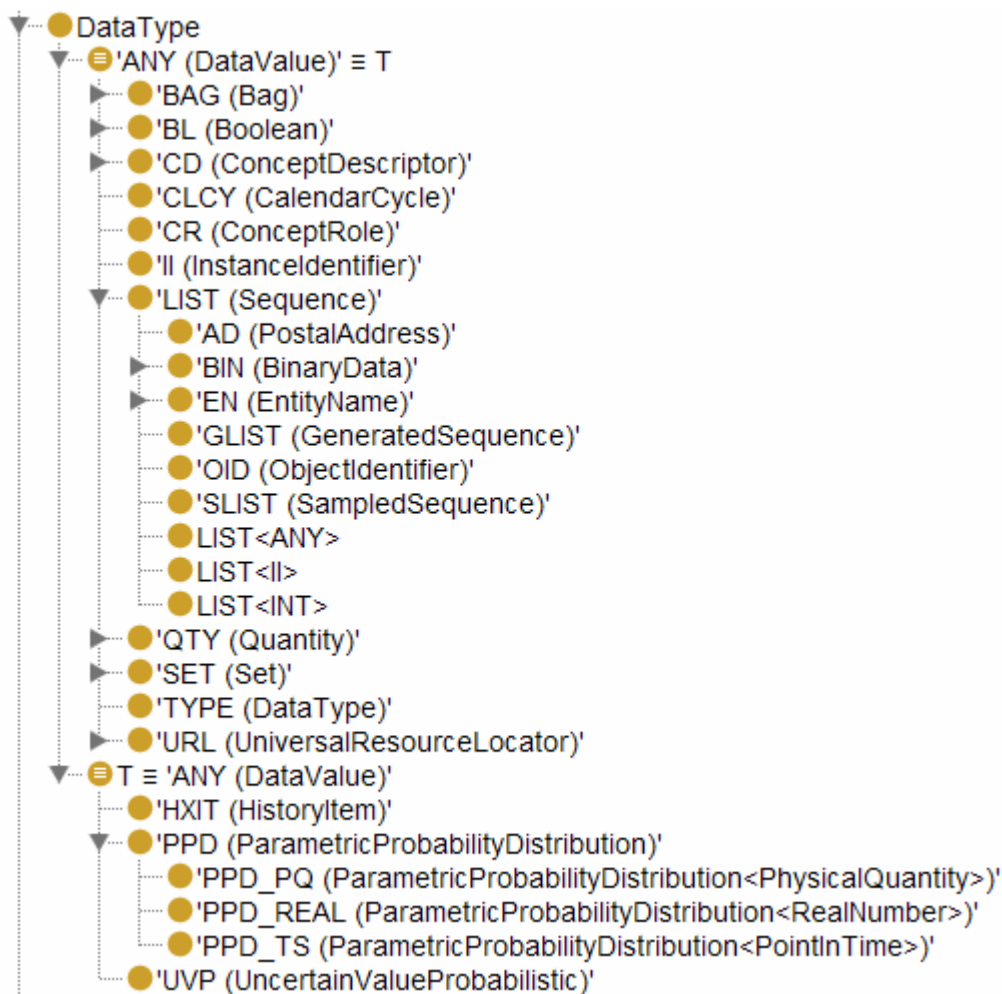 DataType
'ANY (DataValue)' ≡ T
'BAG (Bag)'
'BL (Boolean)'
'CD (ConceptDescriptor)'
'CLCY (CalendarCycle)'
'CR (ConceptRole)'
'II (InstanceIdentifier)'
'LIST (Sequence)'
'AD (PostalAddress)'
'BIN (BinaryData)'
'EN (EntityName)'
'GLIST (GeneratedSequence)'
'OID (ObjectIdentifier)'
'SLIST (SampledSequence)'
LIST<ANY>
LIST<II>
LIST<INT>
'QTY (Quantity)'
'SET (Set)'
'TYPE (DataType)'
'URL (UniversalResourceLocator)'
T ≡ 'ANY (DataValue)'
'HXIT (HistoryItem)'
'PPD (ParametricProbabilityDistribution)'
'PPD_PQ (ParametricProbabilityDistribution<PhysicalQuantity>)'
'PPD_REAL (ParametricProbabilityDistribution<RealNumber>)'
'PPD_TS (ParametricProbabilityDistribution<PointInTime>)'
'UVP (UncertainValueProbabilistic)'